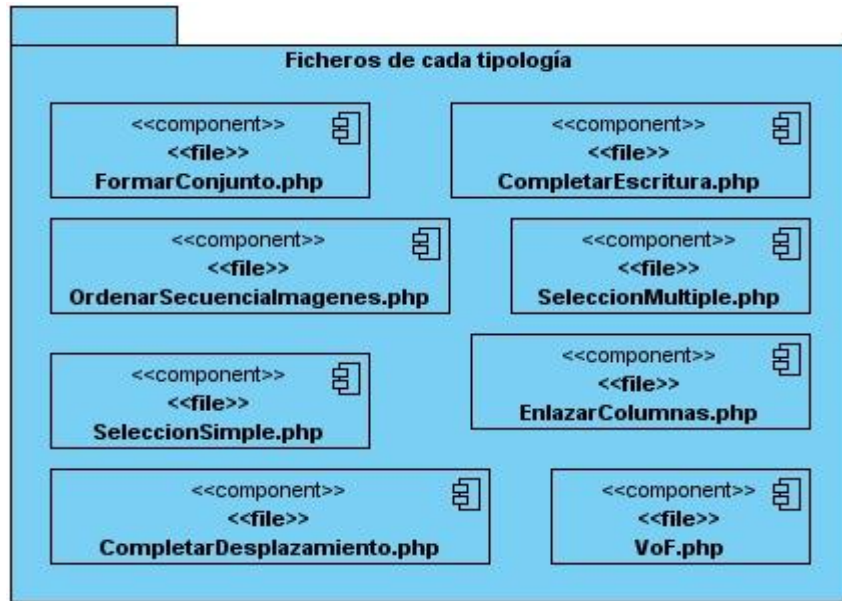 Ficheros de cada tipología
<<component>>
<<file>>
FormarConjunto.php
<<component>>
<<file>>
CompletarEscritura.php
<<component>>
<<file>>
OrdenarSecuenciaImagenes.php
<<component>>
<<file>>
SeleccionMultiple.php
<<component>>
<<file>>
SeleccionSimple.php
<<component>>
<<file>>
EnlazarColumnas.php
<<component>>
<<file>>
CompletarDesplazamiento.php
<<component>>
<<file>>
VoF.php